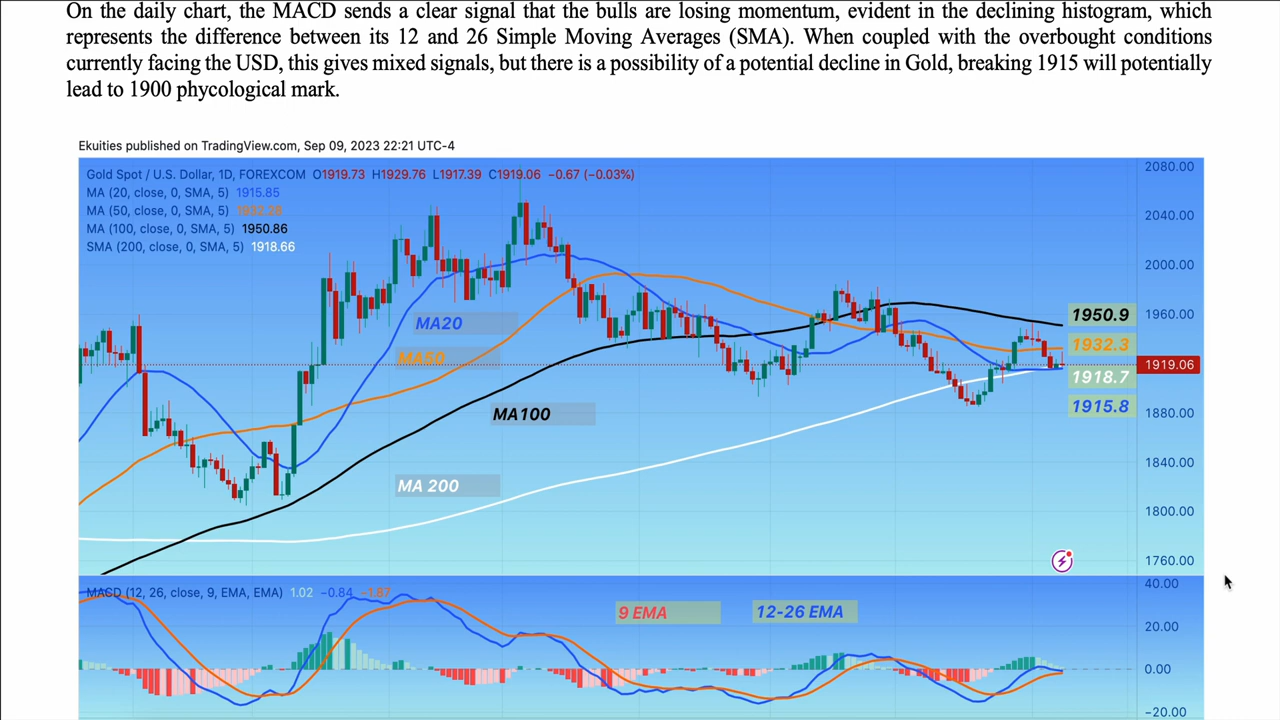 On the daily chart, the MACD sends a clear signal that the bulls are losing momentum, evident in the declining histogram, which
represents the difference between its 12 and 26 Simple Moving Averages (SMA). When coupled with the overbought conditions
currently facing the USD, this gives mixed signals, but there is a possibility of a potential decline in Gold, breaking 1915 will potentially
lead to 1900 phycological mark.
Ekuities published on TradingView.com, Sep 09, 2023 22:21 UTC-4
Gold Spot / U.S. Dollar, 1D, FOREXCOM O1919.73 H1929.76 L1917.39 C1919.06 −0.67 (−0.03%)
MA (20, close, 0, SMA, 5) 1915.85
MA (50, close, 0, SMA, 5)
MA (100, close, 0, SMA, 5) 1950.86
SMA (200, close, 0, SMA, 5) 1918.66
2080.00
2040.00
2000.00
1960.00
1950.9
MA20
1932.3
MA50
1919.06
1918.7
1915.8
MA100
1880.00
1840.00
MA 200
1800.00
1760.00
MACD (12, 26, close, 9, EMA, EMA) 1.02 −0.84 −1.87
40.00
9 EMA
12-26 EMA
20.00
0.00
−20.00